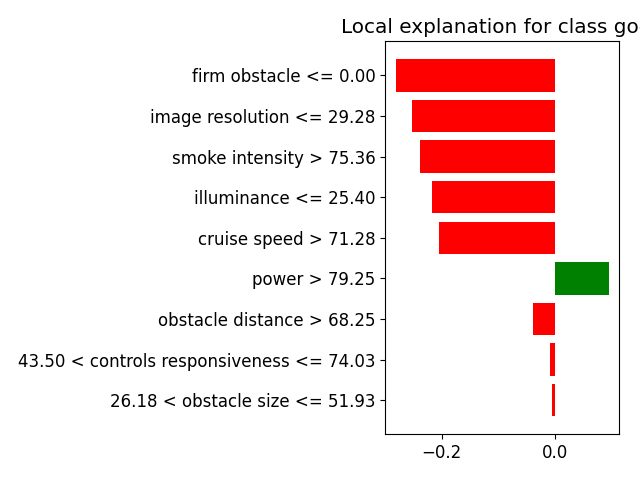 Local explanation for class go
firm obstacle <= 0.00
image resolution <= 29.28
smoke intensity > 75.36
illuminance <= 25.40
cruise speed > 71.28
power > 79.25
obstacle distance > 68.25
43.50 < controls responsiveness <= 74.03
26.18 < obstacle size <= 51.93
−0.2 0.0